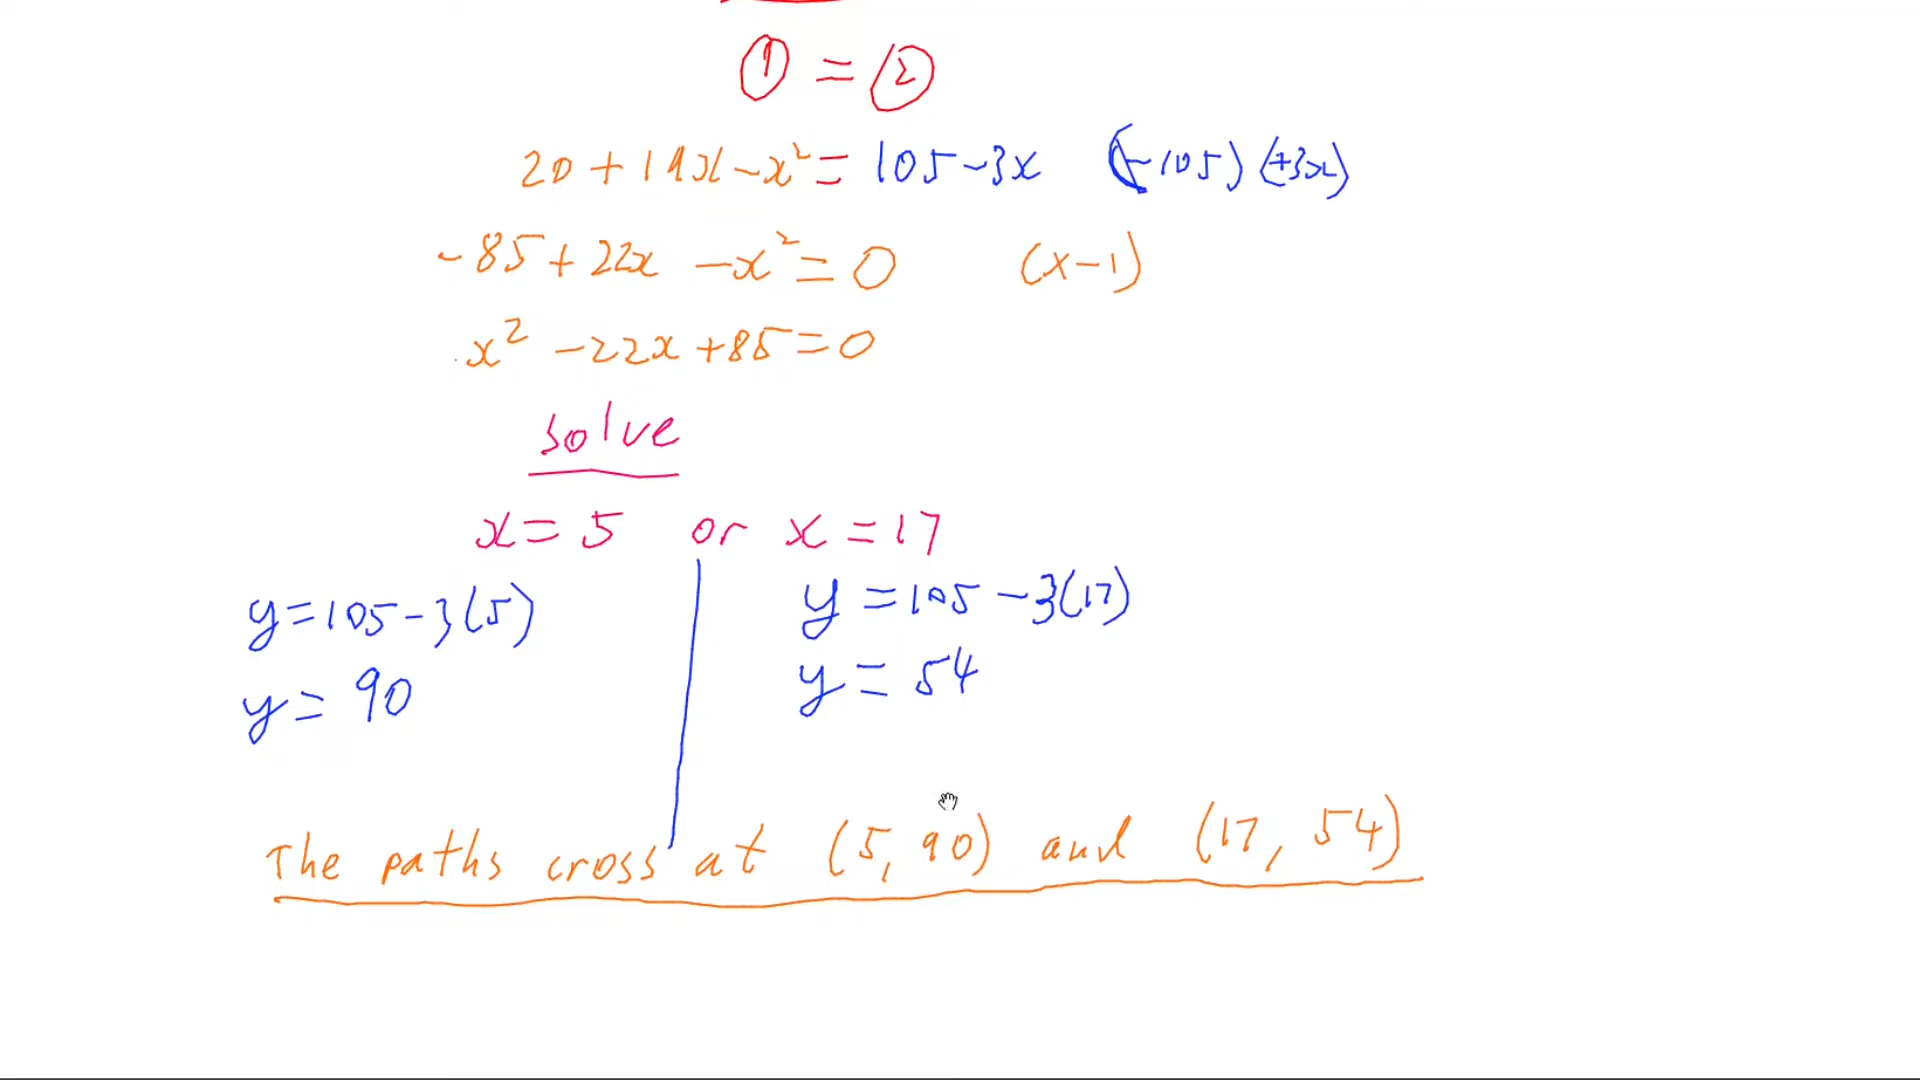 ① = ②
20 + 19x - x² = 105 - 3x (-105) (+3x)
-85 + 22x - x² = 0 (x-1)
x² - 22x + 85 = 0
solve
x = 5 or x = 17
y = 105 - 3(5)
y = 90
y = 105 - 3(17)
y = 54
The paths cross at (5, 90) and (17, 54)